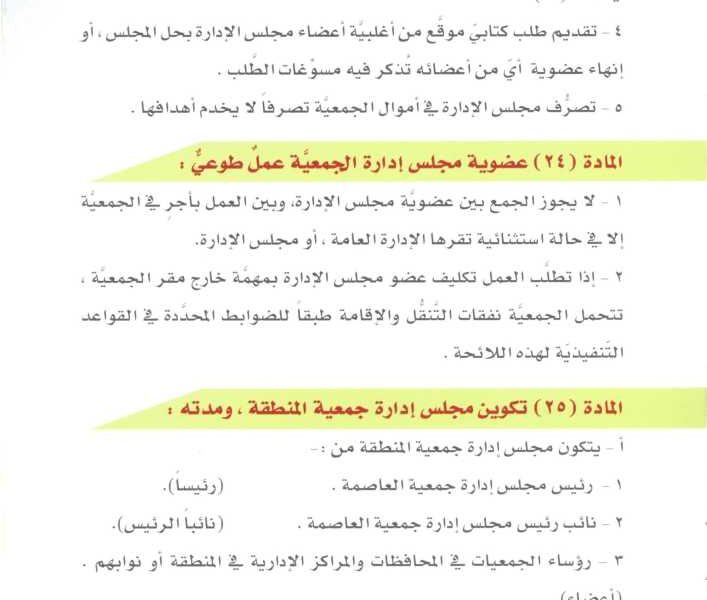 ٤ - تقديم طلب كتابيّ موقَّع من أغلبيَّة أعضاء مجلس الإدارة بحل المجلس ، أو
إنهاء عضوية أيّ من أعضائه تُذكر فيه مسوّغات الطَّلب .
٥ - تصرُّف مجلس الإدارة في أموال الجمعيَّة تصرفاً لا يخدم أهدافها .
المادة (٢٤) عضوية مجلس إدارة الجمعيَّة عملٌ طوعيٌّ :
١ - لا يجوز الجمع بين عضويَّة مجلس الإدارة، وبين العمل بأجرٍ في الجمعيَّة
إلا في حالة استثنائية تقرها الإدارة العامة ، أو مجلس الإدارة.
٢ - إذا تطلَّب العمل تكليف عضو مجلس الإدارة بمهمَّة خارج مقر الجمعيَّة ،
تتحمل الجمعيَّة نفقات التَّنقُّل والإقامة طبقاً للضوابط المحدَّدة في القواعد
التَّنفيذيَّة لهذه اللائحة .
المادة (٢٥) تكوين مجلس إدارة جمعية المنطقة ، ومدته :
أ - يتكون مجلس إدارة جمعية المنطقة من :-
١ - رئيس مجلس إدارة جمعية العاصمة . (رئيساً).
٢ - نائب رئيس مجلس إدارة جمعية العاصمة . (نائباً الرئيس).
٣ - رؤساء الجمعيات في المحافظات والمراكز الإدارية في المنطقة أو نوابهم .
(أعضاء)